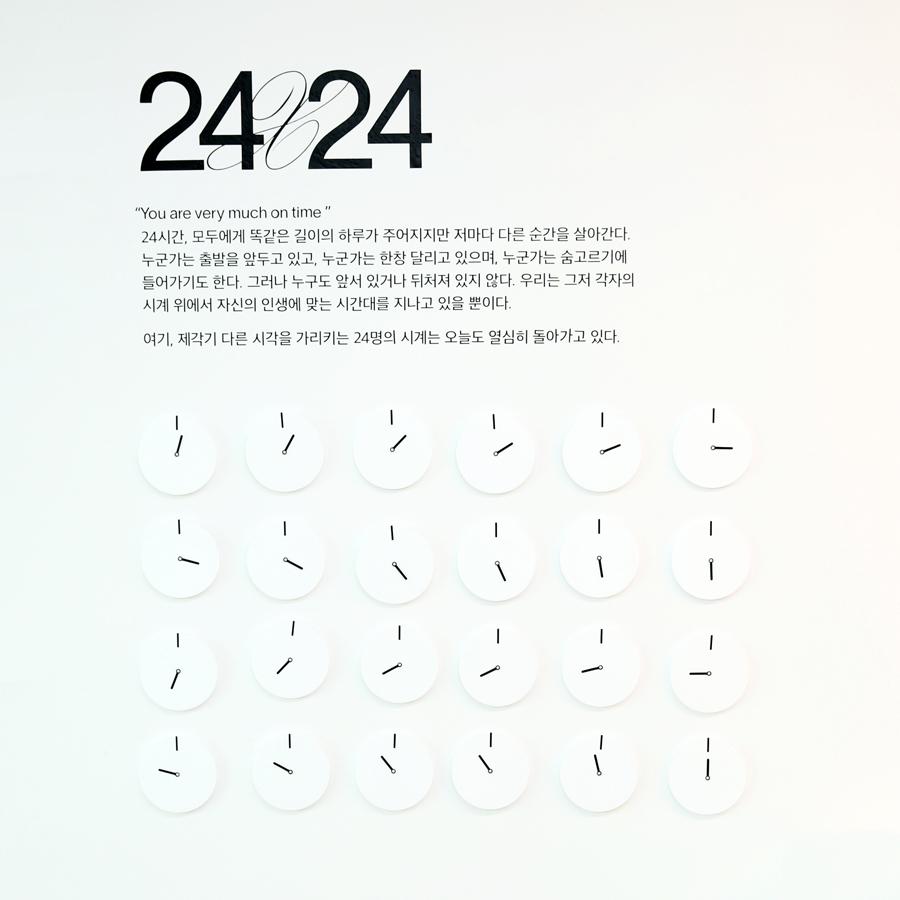 24X24
“You are very much on time ”
24시간, 모두에게 똑같은 길이의 하루가 주어지지만 저마다 다른 순간을 살아간다.
누군가는 출발을 앞두고 있고, 누군가는 한창 달리고 있으며, 누군가는 숨고르기에
들어가기도 한다. 그러나 누구도 앞서 있거나 뒤처져 있지 않다. 우리는 그저 각자의
시계 위에서 자신의 인생에 맞는 시간대를 지나고 있을 뿐이다.
여기, 제각기 다른 시각을 가리키는 24명의 시계는 오늘도 열심히 돌아가고 있다.